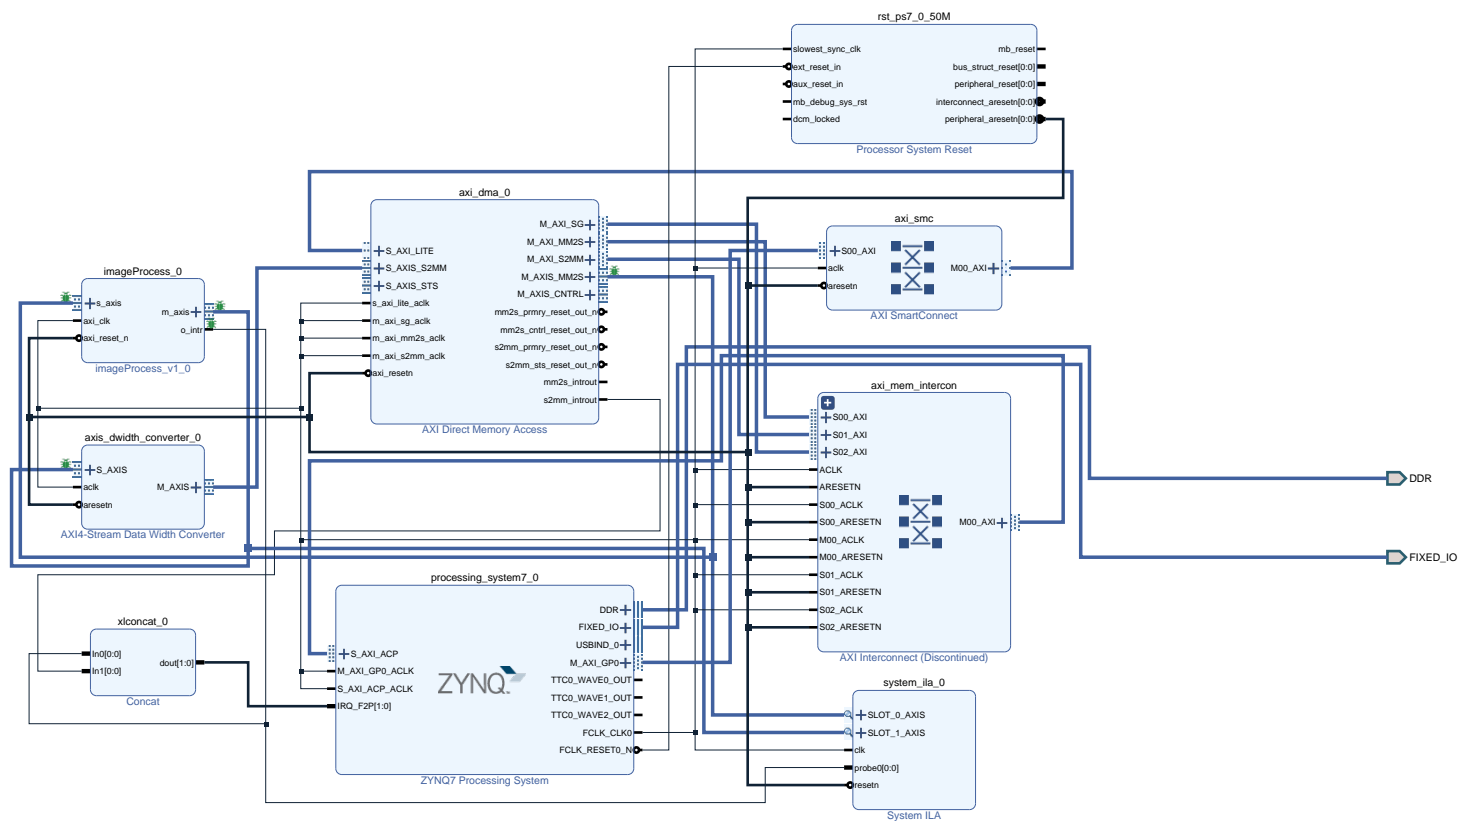 rst_ps7_0_50M
slowest_sync_clk
ext_reset_in
aux_reset_in
mb_debug_sys_rst
dcm_locked
mb_reset
bus_struct_reset[0:0]
peripheral_reset[0:0]
interconnect_aresetn[0:0]
peripheral_aresetn[0:0]
Processor System Reset
axi_dma_0
S_AXI_LITE
S_AXIS_S2MM
S_AXIS_STS
s_axi_lite_aclk
m_axi_sg_aclk
m_axi_mm2s_aclk
m_axi_s2mm_aclk
axi_resetn
M_AXI_SG
M_AXI_MM2S
M_AXI_S2MM
M_AXIS_MM2S
M_AXIS_CNTRL
mm2s_prmry_reset_out_n
mm2s_cntrl_reset_out_n
s2mm_prmry_reset_out_n
s2mm_sts_reset_out_n
mm2s_introut
s2mm_introut
AXI Direct Memory Access
axi_smc
S00_AXI
aclk
aresetn
M00_AXI
AXI SmartConnect
imageProcess_0
s_axis
axi_clk
axi_reset_n
m_axis
o_intr
imageProcess_v1_0
axis_dwidth_converter_0
S_AXIS
aclk
aresetn
M_AXIS
AXI4-Stream Data Width Converter
axi_mem_intercon
S00_AXI
S01_AXI
S02_AXI
ACLK
ARESETN
S00_ACLK
S00_ARESETN
M00_ACLK
M00_ARESETN
S01_ACLK
S01_ARESETN
S02_ACLK
S02_ARESETN
M00_AXI
AXI Interconnect (Discontinued)
DDR
FIXED_IO
processing_system7_0
S_AXI_ACP
M_AXI_GP0_ACLK
S_AXI_ACP_ACLK
IRQ_F2P[1:0]
ZYNQ
DDR
FIXED_IO
USBIND_0
M_AXI_GP0
TTC0_WAVE0_OUT
TTC0_WAVE1_OUT
TTC0_WAVE2_OUT
FCLK_CLK0
FCLK_RESET0_N
ZYNQ7 Processing System
xlconcat_0
In0[0:0]
In1[0:0]
dout[1:0]
Concat
system_ila_0
SLOT_0_AXIS
SLOT_1_AXIS
clk
probe0[0:0]
resetn
System ILA